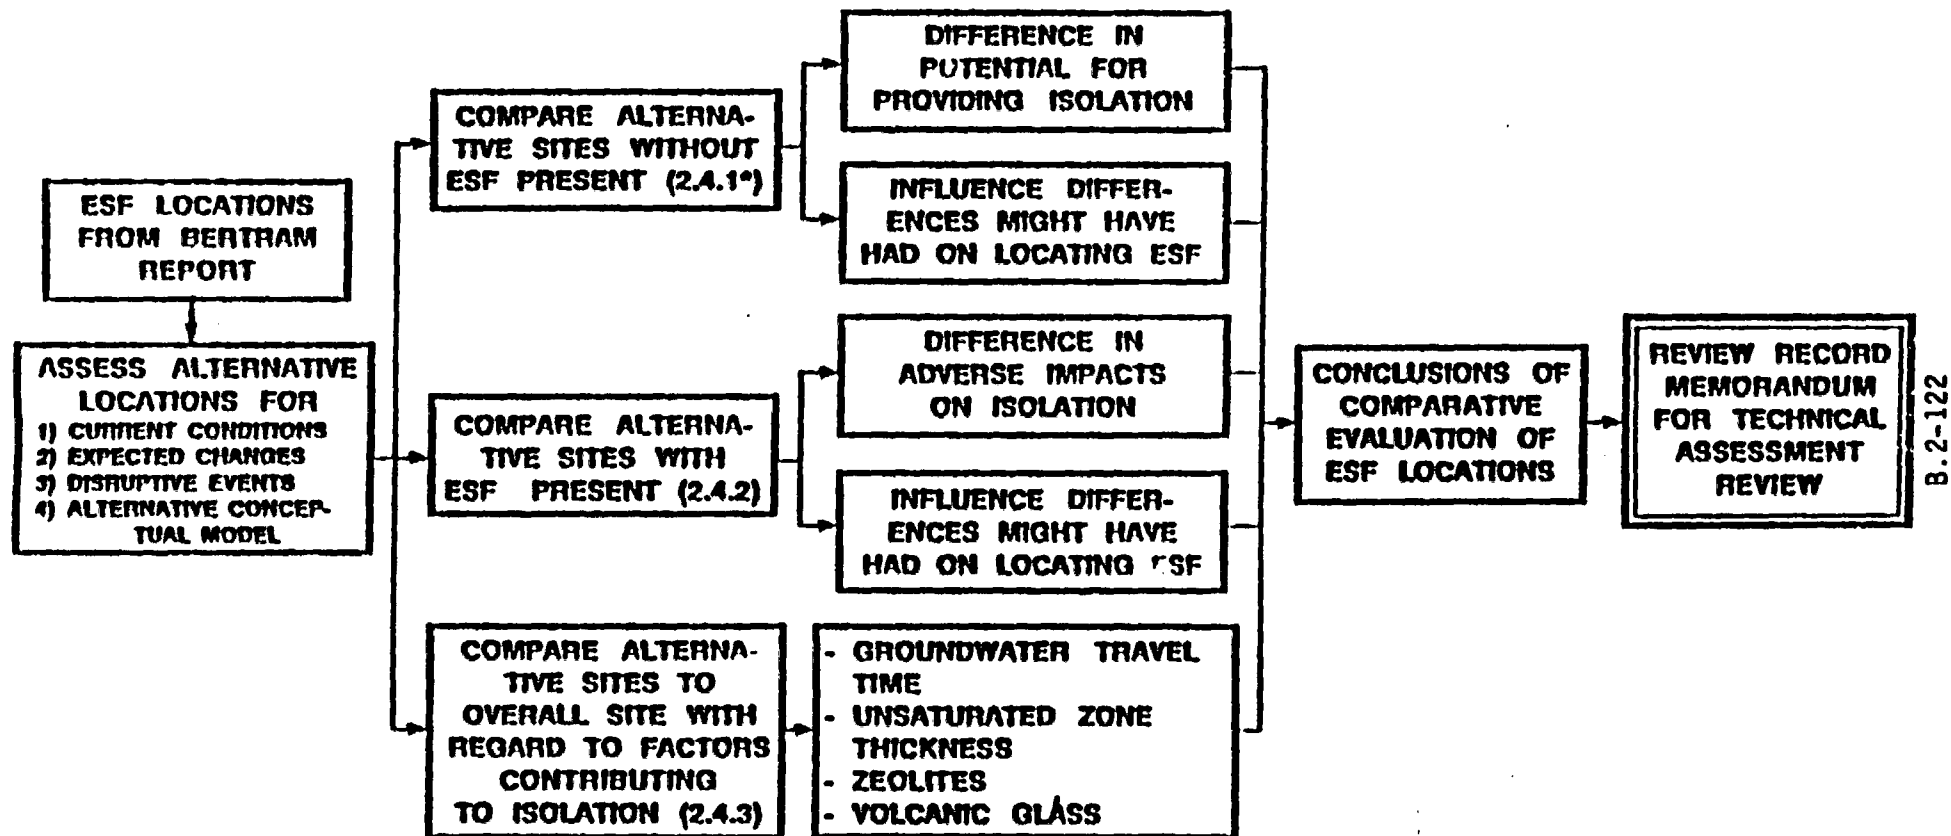 ESF LOCATIONS
FROM BERTRAM
REPORT
ASSESS ALTERNATIVE
LOCATIONS FOR
1) CURRENT CONDITIONS
2) EXPECTED CHANGES
3) DISRUPTIVE EVENTS
4) ALTERNATIVE CONCEP-
TUAL MODEL
COMPARE ALTERNA-
TIVE SITES WITHOUT
ESF PRESENT (2.4.1*)
DIFFERENCE IN
POTENTIAL FOR
PROVIDING ISOLATION
INFLUENCE DIFFER-
ENCES MIGHT HAVE
HAD ON LOCATING ESF
COMPARE ALTERNA-
TIVE SITES WITH
ESF PRESENT (2.4.2)
DIFFERENCE IN
ADVERSE IMPACTS
ON ISOLATION
INFLUENCE DIFFER-
ENCES MIGHT HAVE
HAD ON LOCATING ESF
COMPARE ALTERNA-
TIVE SITES TO
OVERALL SITE WITH
REGARD TO FACTORS
CONTRIBUTING
TO ISOLATION (2.4.3)
- GROUNDWATER TRAVEL
TIME
- UNSATURATED ZONE
THICKNESS
- ZEOLITES
- VOLCANIC GLASS
CONCLUSIONS OF
COMPARATIVE
EVALUATION OF
ESF LOCATIONS
REVIEW RECORD
MEMORANDUM
FOR TECHNICAL
ASSESSMENT
REVIEW
B.2-122